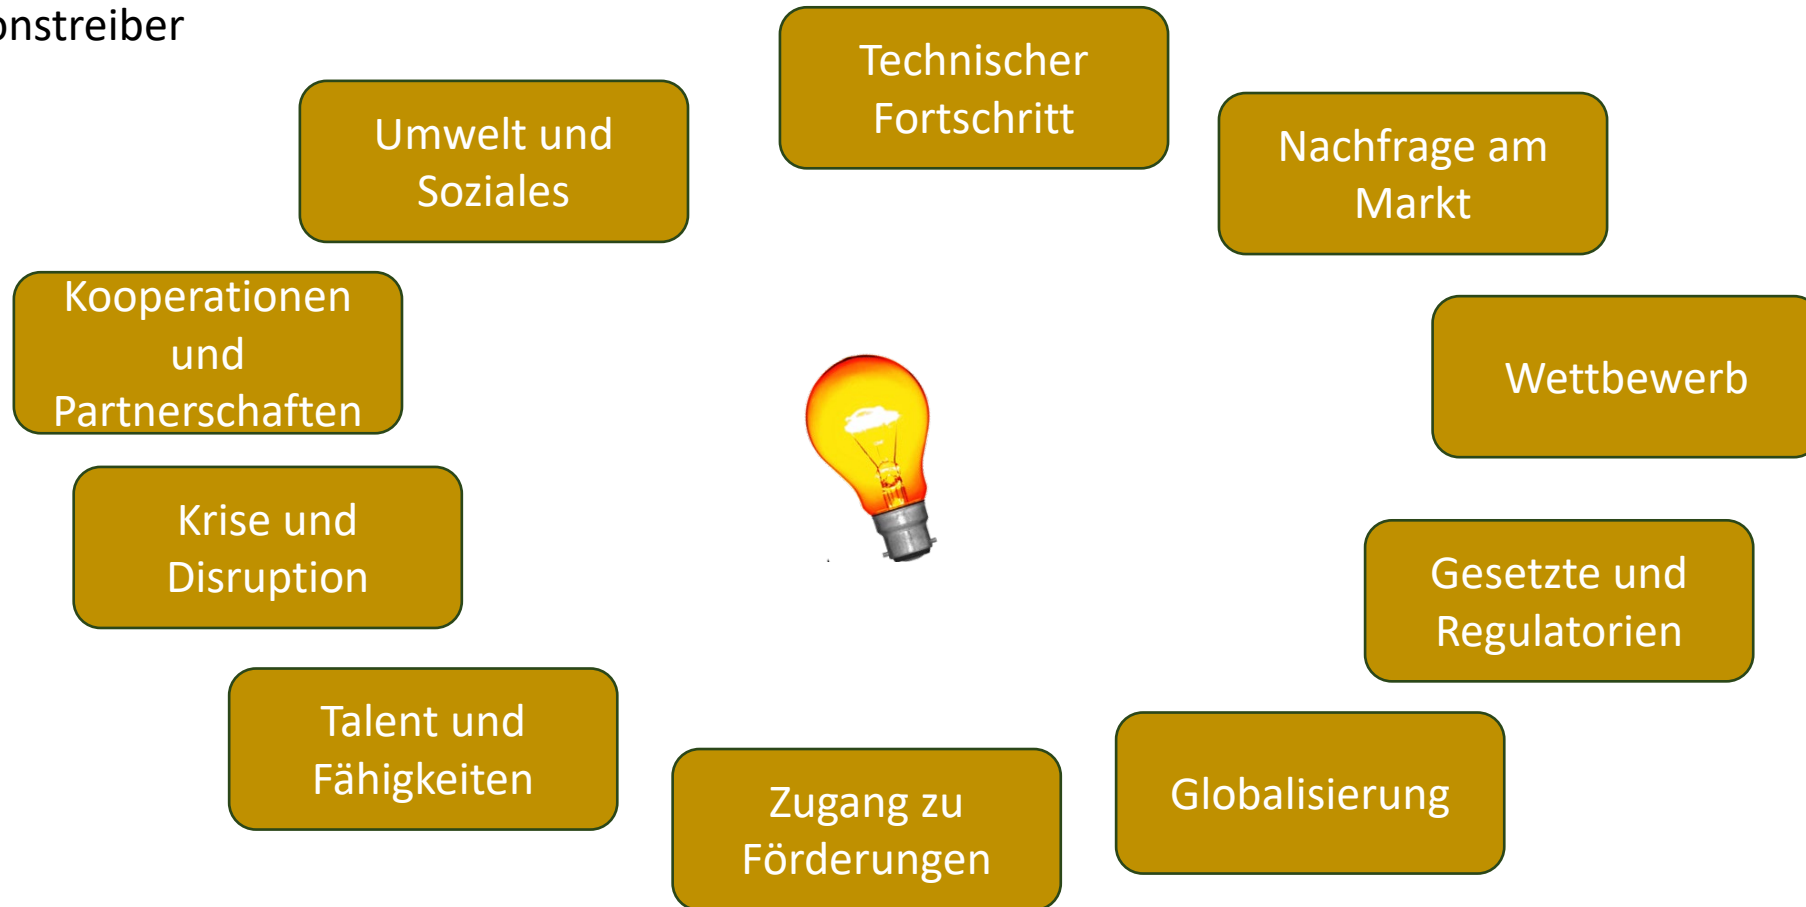 onstreiber
Technischer
Fortschritt
Nachfrage am
Markt
Wettbewerb
Gesetzte und
Regulatorien
Globalisierung
Zugang zu
Förderungen
Talent und
Fähigkeiten
Krise und
Disruption
Kooperationen
und
Partnerschaften
Umwelt und
Soziales